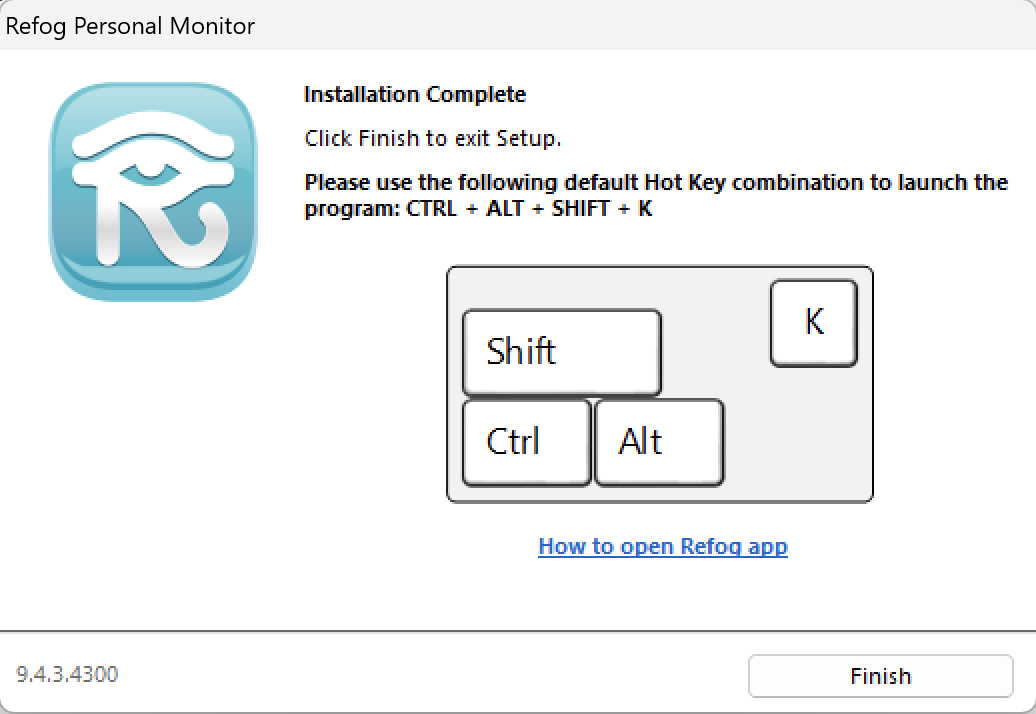 Refog Personal Monitor
Installation Complete
Click Finish to exit Setup.
Please use the following default Hot Key combination to launch the
program: CTRL + ALT + SHIFT + K
K
Shift
Ctrl Alt
How to open Refog app
9.4.3.4300
Finish